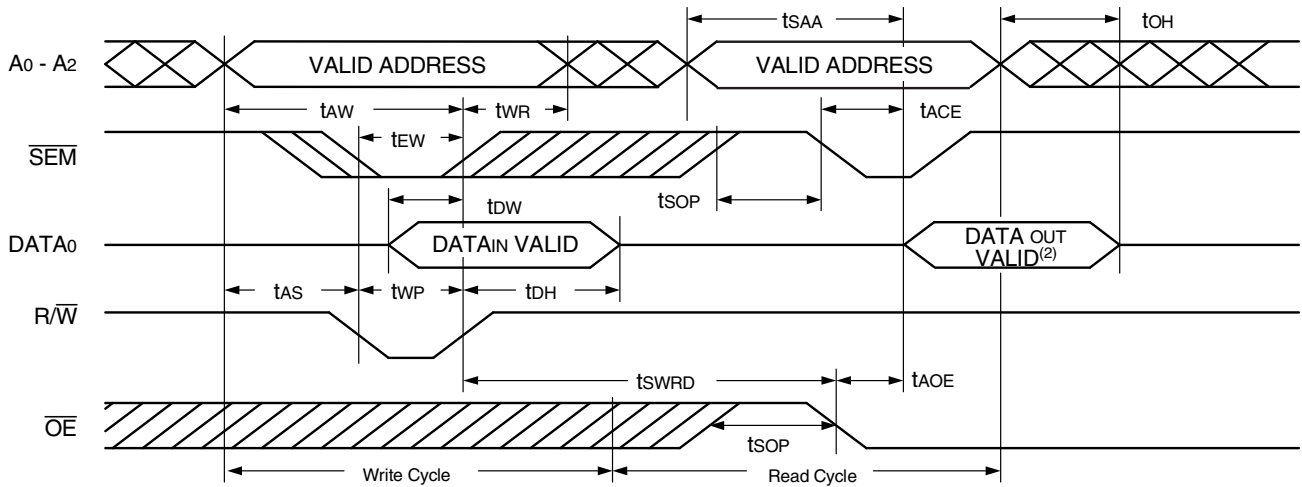 tSAA
tOH
A0 - A2
VALID ADDRESS
VALID ADDRESS
tAW
tWR
tACE
tEW
SEM
tSOP
tDW
DATA0
DATAIN VALID
DATA OUT
VALID(2)
tAS
tWP
tDH
R/W
tSWRD
tAOE
OE
tSOP
Write Cycle
Read Cycle